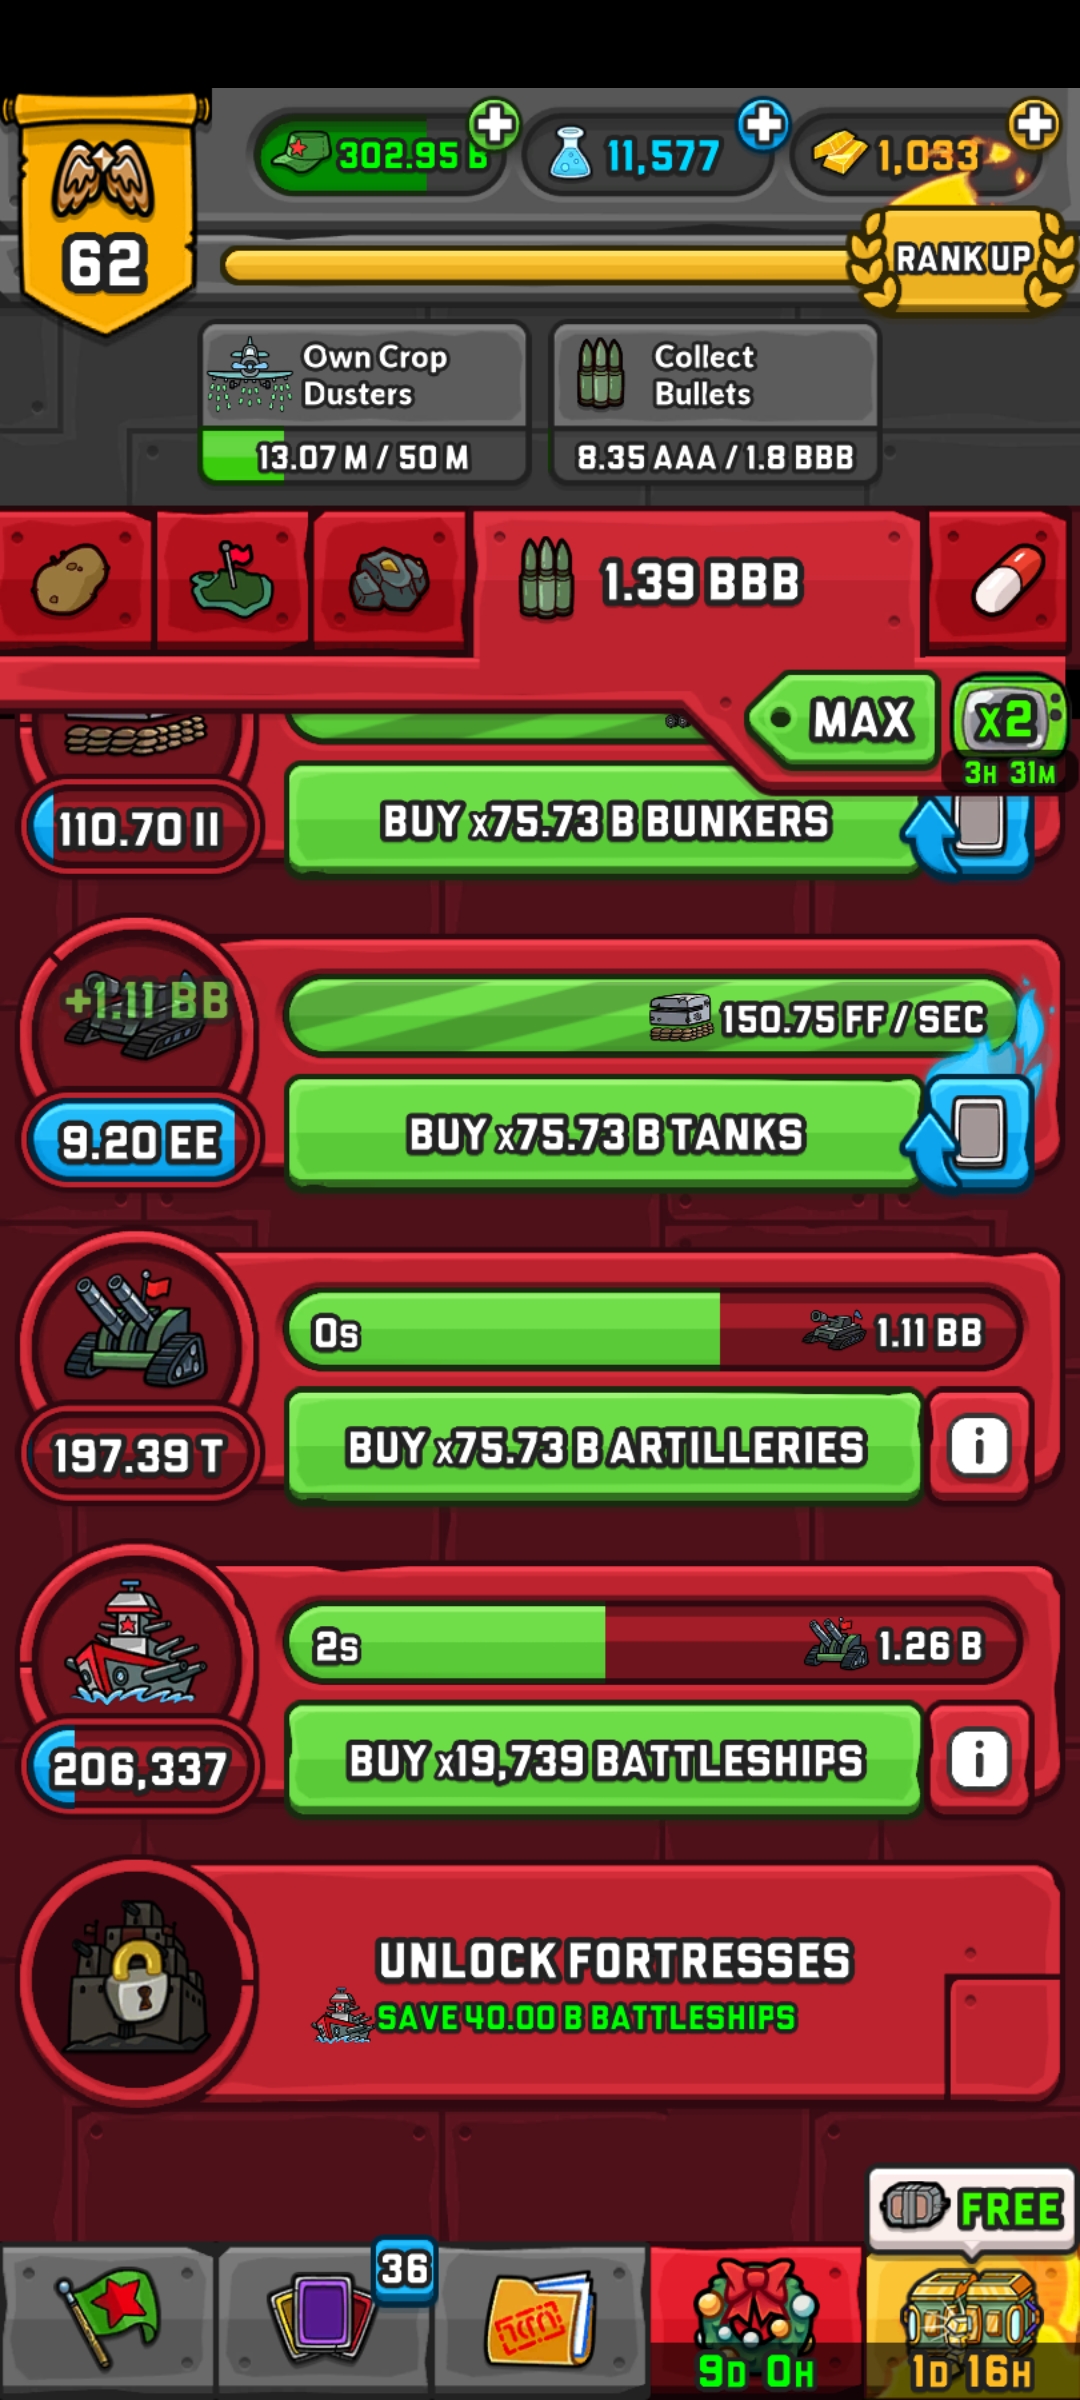 302.95 B
11,577
1,033
62
RANK UP
Own Crop
Dusters
13.07 M / 50 M
Collect
Bullets
8.35 AAA / 1.8 BBB
1.39 BBB
MAX
x2
3H 31M
110.70 II
BUY x75.73 B BUNKERS
+1.11 BB
150.75 FF / SEC
9.20 EE
BUY x75.73 B TANKS
0s
1.11 BB
197.39 T
BUY x75.73 B ARTILLERIES
i
2s
1.26 B
206,337
BUY x19,739 BATTLESHIPS
i
UNLOCK FORTRESSES
SAVE 40.00 B BATTLESHIPS
FREE
36
9D 0H
1D 16H